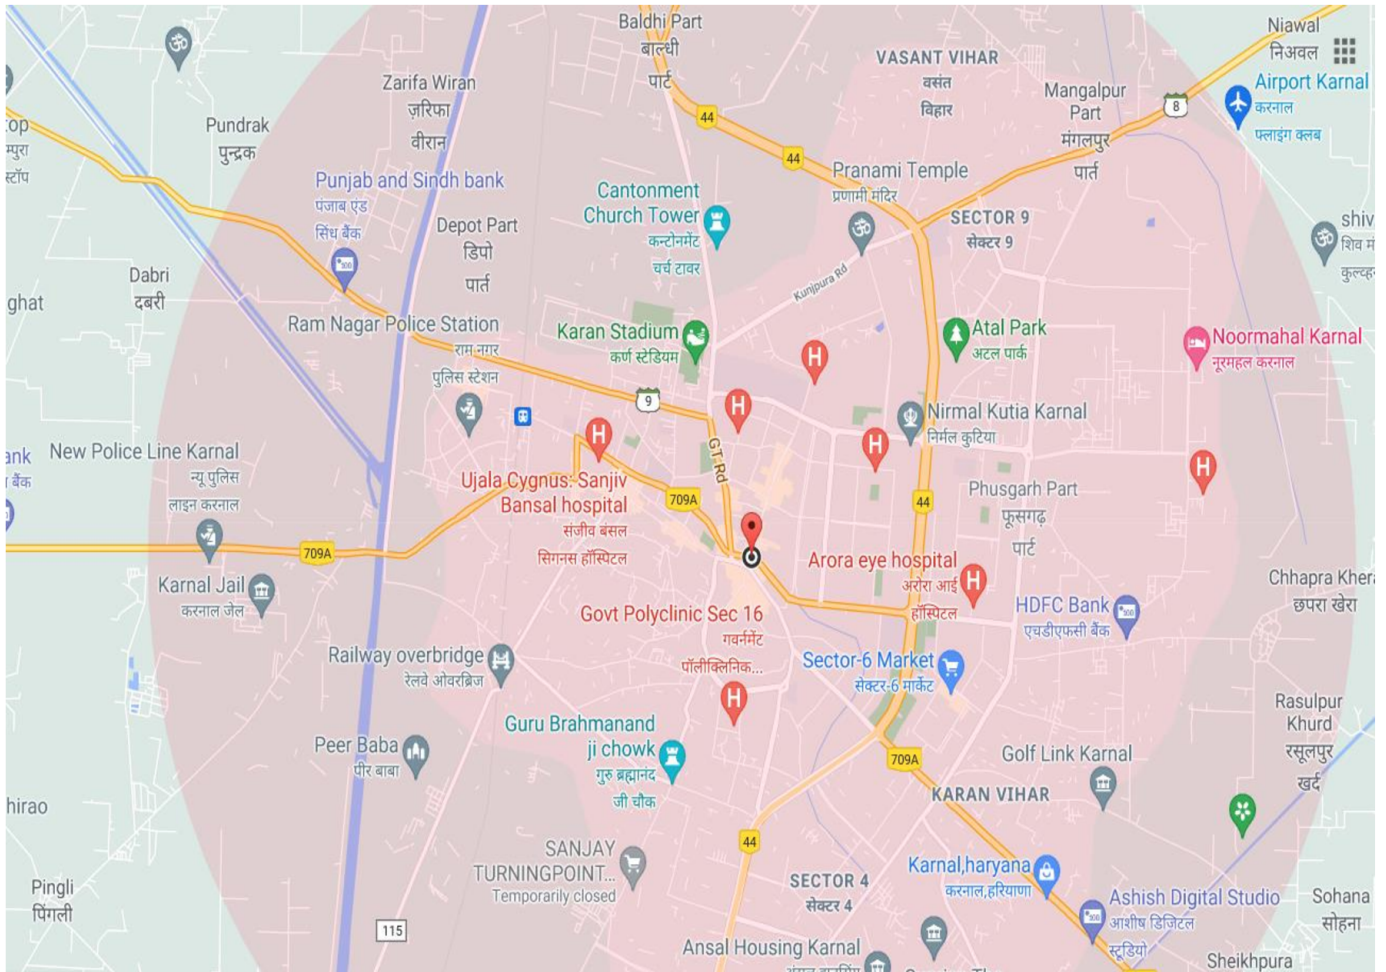 Baldhi Part
बाल्धी
पार्ट
Niawal
निअवल
VASANT VIHAR
वसंत
विहार
Zarifa Wiran
ज़रिफा
वीरान
Mangalpur
Part
मंगलपुर
पार्त
8
Airport Karnal
करनाल
फ्लाइंग क्लब
44
Pundrak
पुन्द्रक
44
स्टॉप
Punjab and Sindh bank
पंजाब एंड
सिंध बैंक
Pranami Temple
प्रणामी मंदिर
Cantonment
Church Tower
कन्टोनमेंट
चर्च टावर
Depot Part
डिपो
पार्त
SECTOR 9
सेक्टर 9
Dabri
दबरी
Kunjpura Rd
Ram Nagar Police Station
राम नगर
पुलिस स्टेशन
Karan Stadium
कर्ण स्टेडियम
Atal Park
अटल पार्क
Noormahal Karnal
नूरमहल करनाल
9
H
H
Nirmal Kutia Karnal
निर्मल कुटिया
New Police Line Karnal
न्यू पुलिस
लाइन करनाल
H
GT Rd
H
H
Ujala Cygnus: Sanjiv
Bansal hospital
संजीव बंसल
सिगनस हॉस्पिटल
709A
44
Phusgarh Part
फूसगढ़
पार्ट
बैंक
709A
Karnal Jail
करनाल जेल
Arora eye hospital
अरोरा आई
हॉस्पिटल
H
Chhapra Khera
छपरा खेरा
HDFC Bank
एचडीएफसी बैंक
Govt Polyclinic Sec 16
गवर्नमेंट
पॉलीक्लिनिक...
H
Railway overbridge
रेलवे ओवरब्रिज
Sector-6 Market
सेक्टर-6 मार्केट
Rasulpur
Khurd
रसूलपुर
खर्द
Guru Brahmanand
ji chowk
गुरु ब्रह्मानंद
जी चौक
Peer Baba
पीर बाबा
709A
Golf Link Karnal
KARAN VIHAR
44
SANJAY
TURNINGPOINT...
Temporarily closed
Karnal,haryana
करनाल,हरियाणा
SECTOR 4
सेक्टर 4
Pingli
पिंगली
Ashish Digital Studio
आशीष डिजिटल
स्टूडियो
Sohana
सोहना
115
Ansal Housing Karnal
Sheikhpura